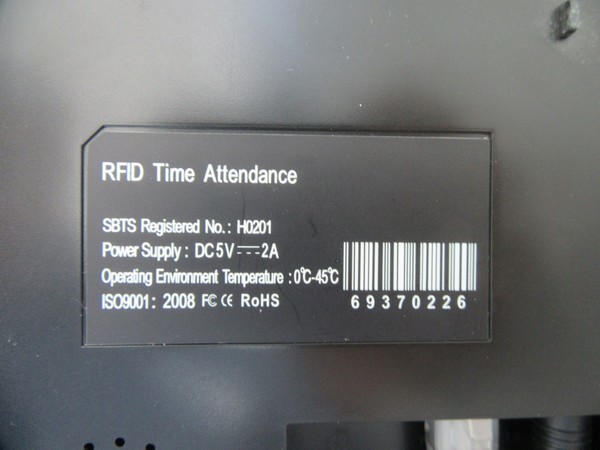 RFID Time Attendance
SBTS Registered No.: H0201
Power Supply: DC5V⎓2A
Operating Environment Temperature: 0℃-45℃
ISO9001: 2008 FC CE RoHS
69370226